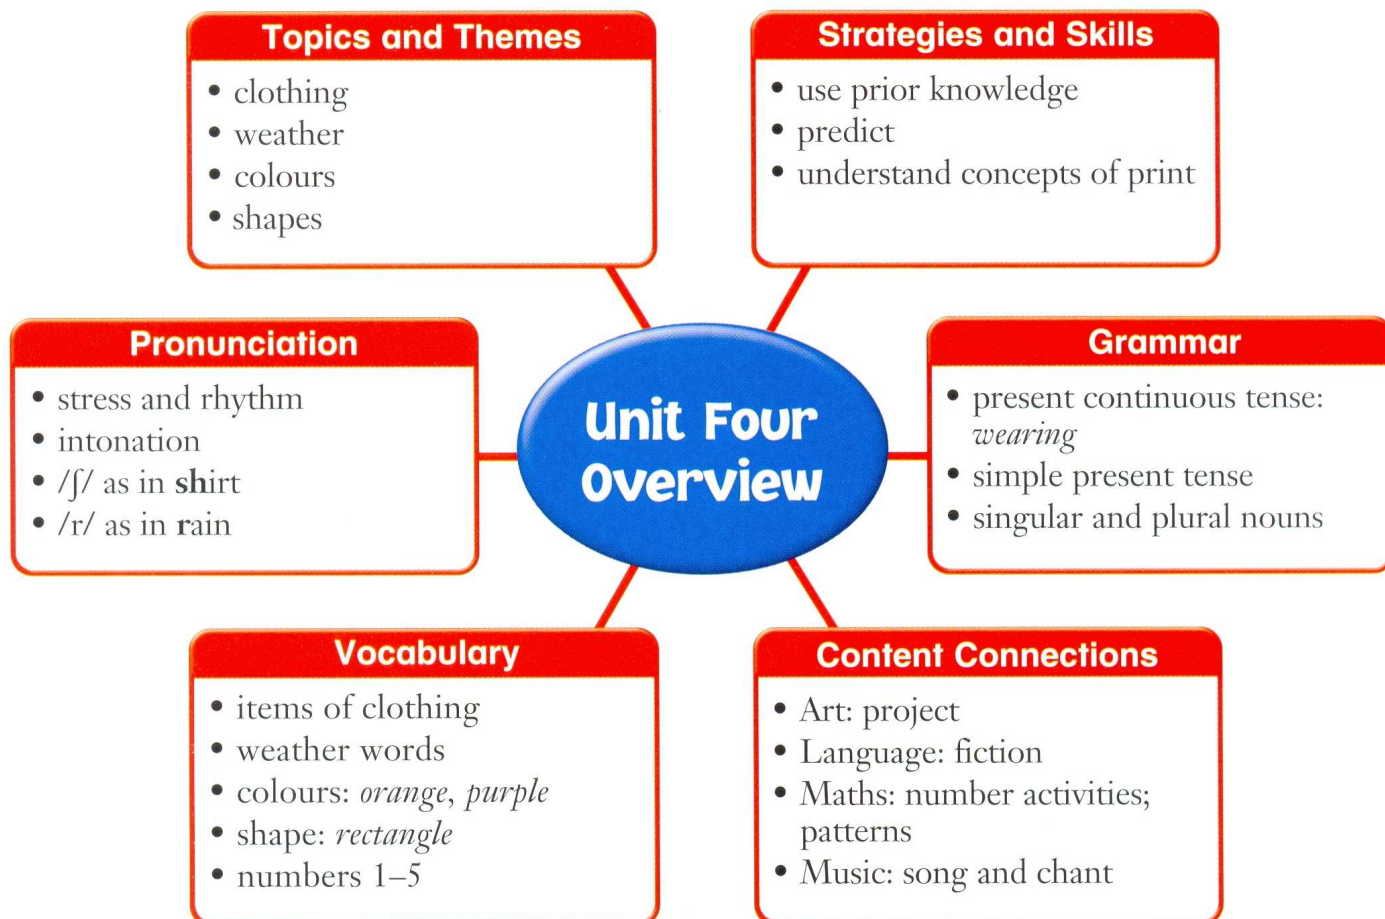 Topics and Themes
• clothing
• weather
• colours
• shapes
Strategies and Skills
• use prior knowledge
• predict
• understand concepts of print
Pronunciation
• stress and rhythm
• intonation
• /ʃ/ as in shirt
• /r/ as in rain
Unit Four
Overview
Grammar
• present continuous tense:
wearing
• simple present tense
• singular and plural nouns
Vocabulary
• items of clothing
• weather words
• colours: orange, purple
• shape: rectangle
• numbers 1–5
Content Connections
• Art: project
• Language: fiction
• Maths: number activities;
patterns
• Music: song and chant